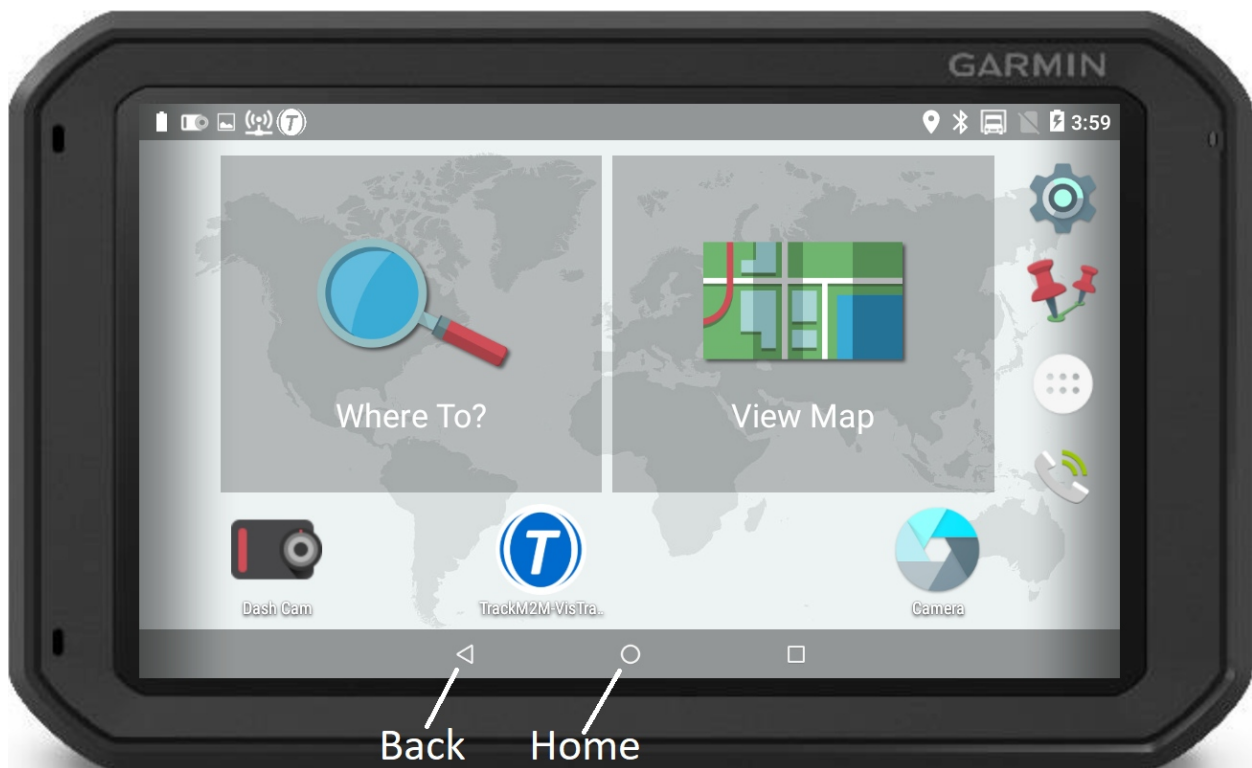 GARMIN
3:59
Where To?
View Map
Dash Cam
TrackM2M-VisTra..
Camera
Back
Home